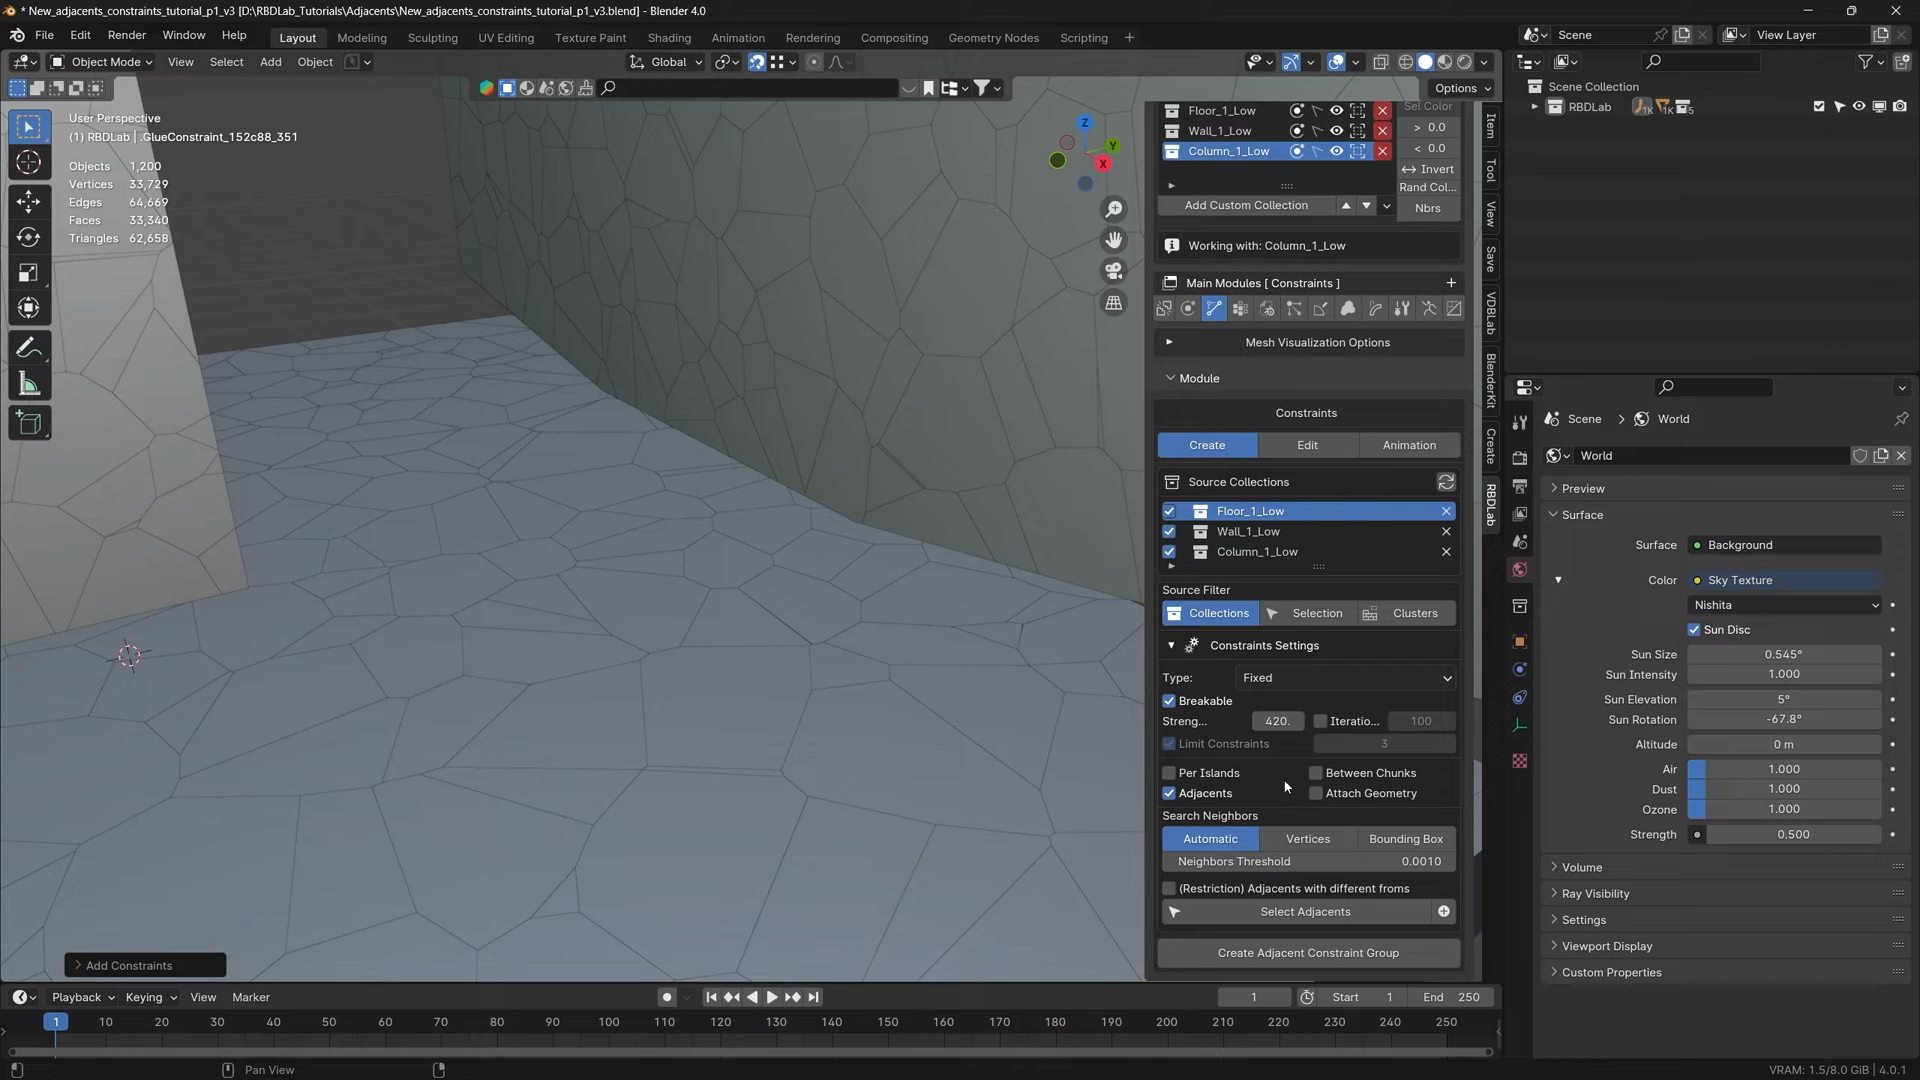 * New_adjacents_constraints_tutorial_p1_v3 [D:\RBDLab_Tutorials\Adjacents\New_adjacents_constraints_tutorial_p1_v3.blend] - Blender 4.0
File Edit Render Window Help Layout Modeling Sculpting UV Editing Texture Paint Shading Animation Rendering Compositing Geometry Nodes Scripting
Scene View Layer
Object Mode View Select Add Object Global
Options
User Perspective
(1) RBDLab | .GlueConstraint_152c88_351
Objects 1,200
Vertices 33,729
Edges 64,669
Faces 33,340
Triangles 62,658
Z
Y
X
Floor_1_Low
Wall_1_Low
Column_1_Low
Add Custom Collection
Sel Color
> 0.0
< 0.0
Invert
Rand Col...
Nbrs
Working with: Column_1_Low
Main Modules [ Constraints ]
Mesh Visualization Options
Module
Constraints
Create Edit Animation
Source Collections
Floor_1_Low
Wall_1_Low
Column_1_Low
Source Filter
Collections Selection Clusters
Constraints Settings
Type: Fixed
Breakable
Streng... 420. Iteratio... 100
Limit Constraints 3
Per Islands Between Chunks
Adjacents Attach Geometry
Search Neighbors
Automatic Vertices Bounding Box
Neighbors Threshold 0.0010
(Restriction) Adjacents with different froms
Select Adjacents
Create Adjacent Constraint Group
Item
Tool
View
Save
VDBLab
BlenderKit
Create
RBDLab
Scene Collection
RBDLab 1K 1K 5
Scene World
World
Preview
Surface
Surface Background
Color Sky Texture
Nishita
Sun Disc
Sun Size 0.545°
Sun Intensity 1.000
Sun Elevation 5°
Sun Rotation -67.8°
Altitude 0 m
Air 1.000
Dust 1.000
Ozone 1.000
Strength 0.500
Volume
Ray Visibility
Settings
Viewport Display
Custom Properties
Add Constraints
Playback Keying View Marker
1 Start 1 End 250
1 10 20 30 40 50 60 70 80 90 100 110 120 130 140 150 160 170 180 190 200 210 220 230 240 250
Pan View
VRAM: 1.5/8.0 GiB | 4.0.1